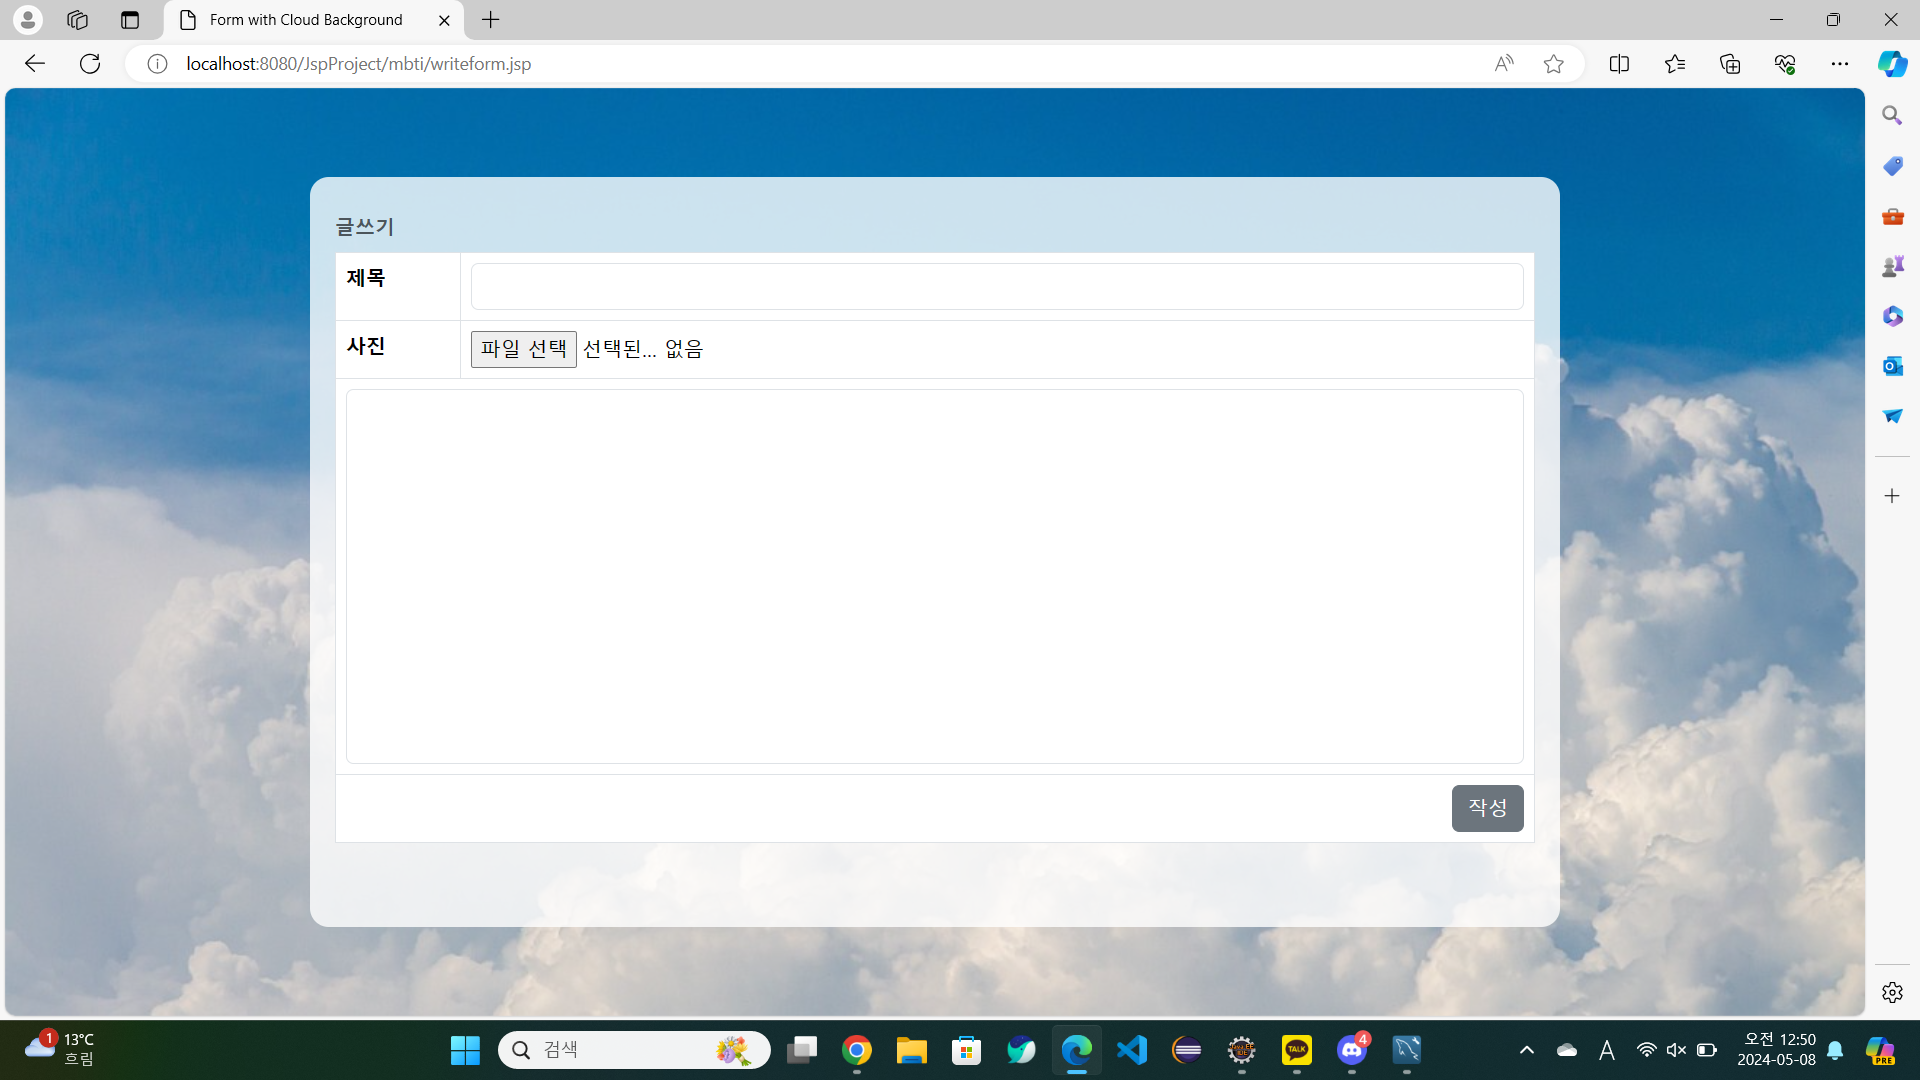 Form with Cloud Background
localhost:8080/JspProject/mbti/writeform.jsp
글쓰기
제목
사진
파일 선택 선택된... 없음
작성
1
13°C
흐림
검색
TALK
4
A
오전 12:50
2024-05-08
PRE